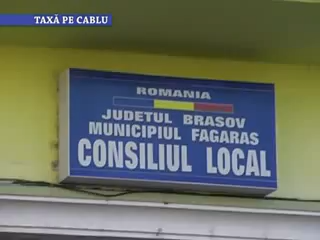 TAXĂ PE CABLU
ROMANIA
JUDETUL BRASOV
MUNICIPIUL FAGARAS
CONSILIUL LOCAL